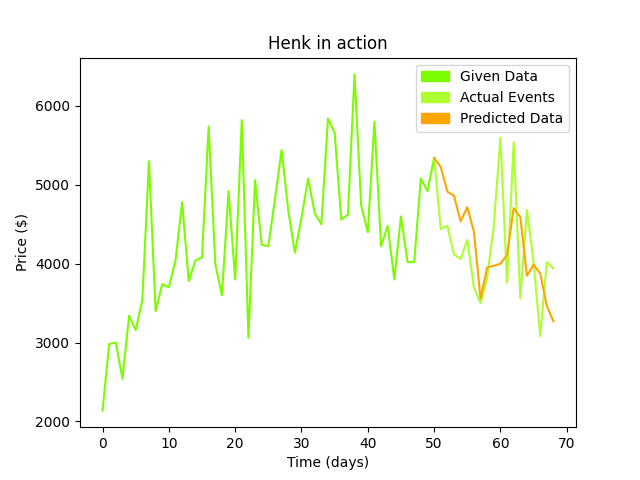 Henk in action
Given Data
Actual Events
Predicted Data
Price ($)
6000
5000
4000
3000
2000
0 10 20 30 40 50 60 70
Time (days)